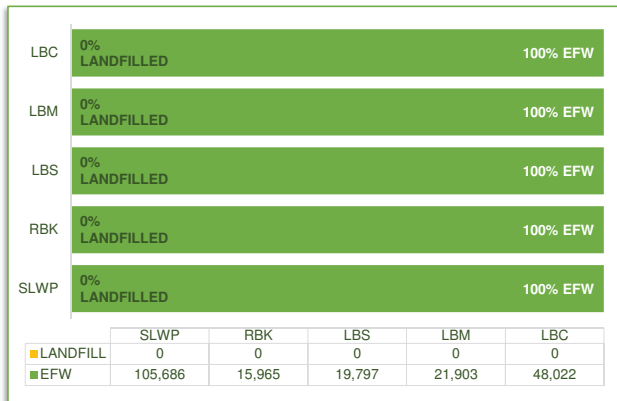 LBC 0% LANDFILLED 100% EFW
LBM 0% LANDFILLED 100% EFW
LBS 0% LANDFILLED 100% EFW
RBK 0% LANDFILLED 100% EFW
SLWP 0% LANDFILLED 100% EFW
SLWP RBK LBS LBM LBC
LANDFILL 0 0 0 0 0
EFW 105,686 15,965 19,797 21,903 48,022